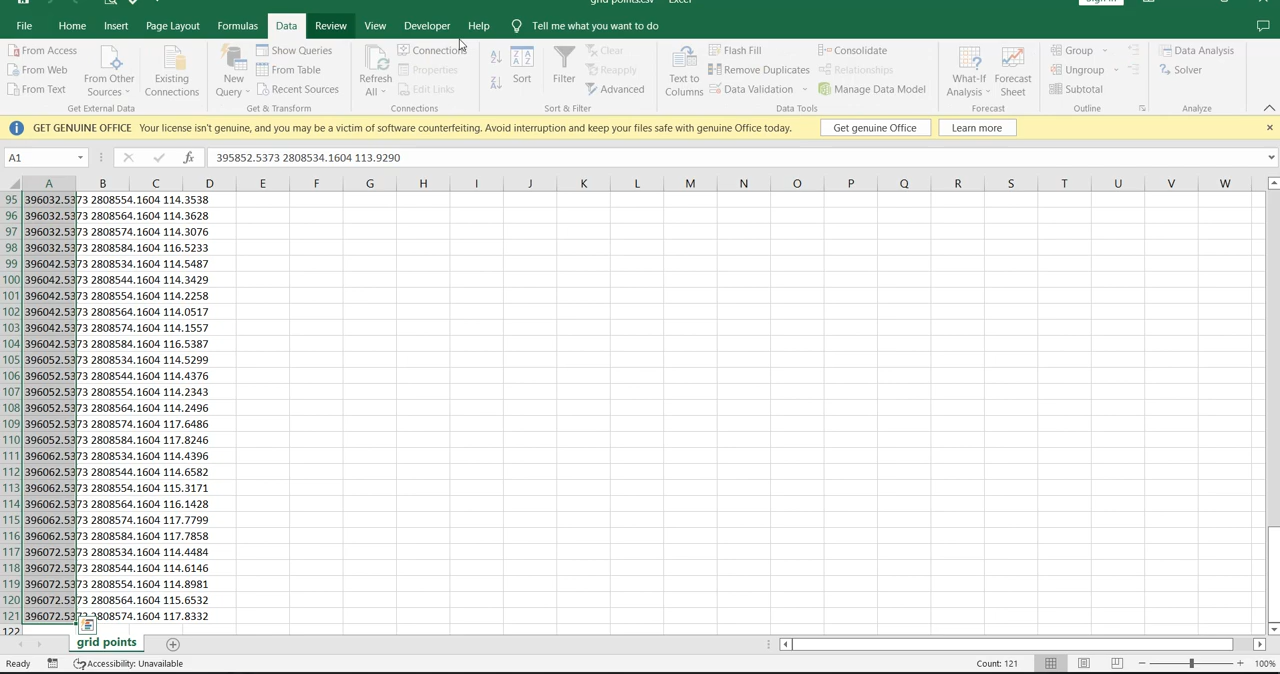 grid points.csv - Excel
Sign in
File Home Insert Page Layout Formulas Data Review View Developer Help Tell me what you want to do
From Access
From Web
From Text
From Other Sources
Existing Connections
Get External Data
New Query
Show Queries
From Table
Recent Sources
Get & Transform
Refresh All
Connections
Properties
Edit Links
Connections
Sort
Filter
Clear
Reapply
Advanced
Sort & Filter
Text to Columns
Flash Fill
Remove Duplicates
Data Validation
Consolidate
Relationships
Manage Data Model
Data Tools
What-If Analysis
Forecast Sheet
Forecast
Group
Ungroup
Subtotal
Outline
Data Analysis
Solver
Analyze
GET GENUINE OFFICE Your license isn't genuine, and you may be a victim of software counterfeiting. Avoid interruption and keep your files safe with genuine Office today. Get genuine Office Learn more
A1 fx 395852.5373 2808534.1604 113.9290
A B C D E F G H I J K L M N O P Q R S T U V W
95 396032.5373 2808554.1604 114.3538
96 396032.5373 2808564.1604 114.3628
97 396032.5373 2808574.1604 114.3076
98 396032.5373 2808584.1604 116.5233
99 396042.5373 2808534.1604 114.5487
100 396042.5373 2808544.1604 114.3429
101 396042.5373 2808554.1604 114.2258
102 396042.5373 2808564.1604 114.0517
103 396042.5373 2808574.1604 114.1557
104 396042.5373 2808584.1604 116.5387
105 396052.5373 2808534.1604 114.5299
106 396052.5373 2808544.1604 114.4376
107 396052.5373 2808554.1604 114.2343
108 396052.5373 2808564.1604 114.2496
109 396052.5373 2808574.1604 117.6486
110 396052.5373 2808584.1604 117.8246
111 396062.5373 2808534.1604 114.4396
112 396062.5373 2808544.1604 114.6582
113 396062.5373 2808554.1604 115.3171
114 396062.5373 2808564.1604 116.1428
115 396062.5373 2808574.1604 117.7799
116 396062.5373 2808584.1604 117.7858
117 396072.5373 2808534.1604 114.4484
118 396072.5373 2808544.1604 114.6146
119 396072.5373 2808554.1604 114.8981
120 396072.5373 2808564.1604 115.6532
121 396072.5373 2808574.1604 117.8332
122
grid points
Ready Accessibility: Unavailable Count: 121 100%